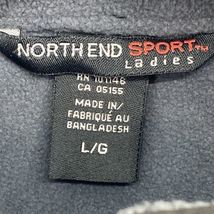 NORTH END SPORT™
Ladies
RN 101146
CA 05155
MADE IN/
FABRIQUÉ AU
BANGLADESH
L/G